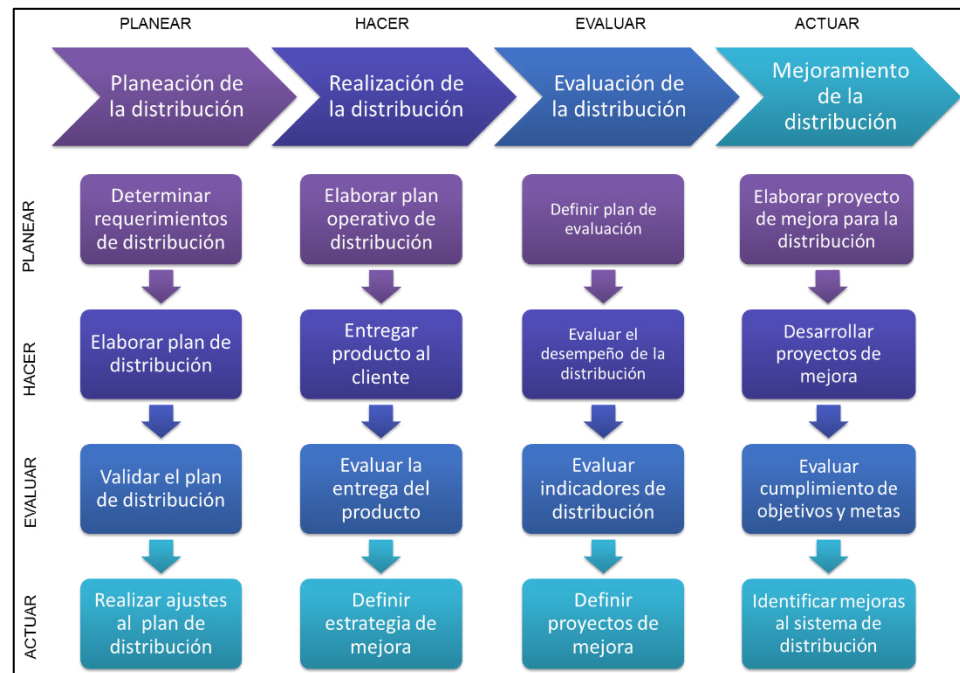 PLANEAR
HACER
EVALUAR
ACTUAR
Planeación de
la distribución
Realización de
la distribución
Evaluación de
la distribución
Mejoramiento
de la
distribución
PLANEAR
Determinar
requerimientos
de distribución
Elaborar plan
operativo de
distribución
Definir plan de
evaluación
Elaborar proyecto
de mejora para la
distribución
HACER
Elaborar plan de
distribución
Entregar
producto al
cliente
Evaluar el
desempeño de la
distribución
Desarrollar
proyectos de
mejora
EVALUAR
Validar el plan
de distribución
Evaluar la
entrega del
producto
Evaluar
indicadores de
distribución
Evaluar
cumplimiento de
objetivos y metas
ACTUAR
Realizar ajustes
al plan de
distribución
Definir
estrategia de
mejora
Definir
proyectos de
mejora
Identificar mejoras
al sistema de
distribución